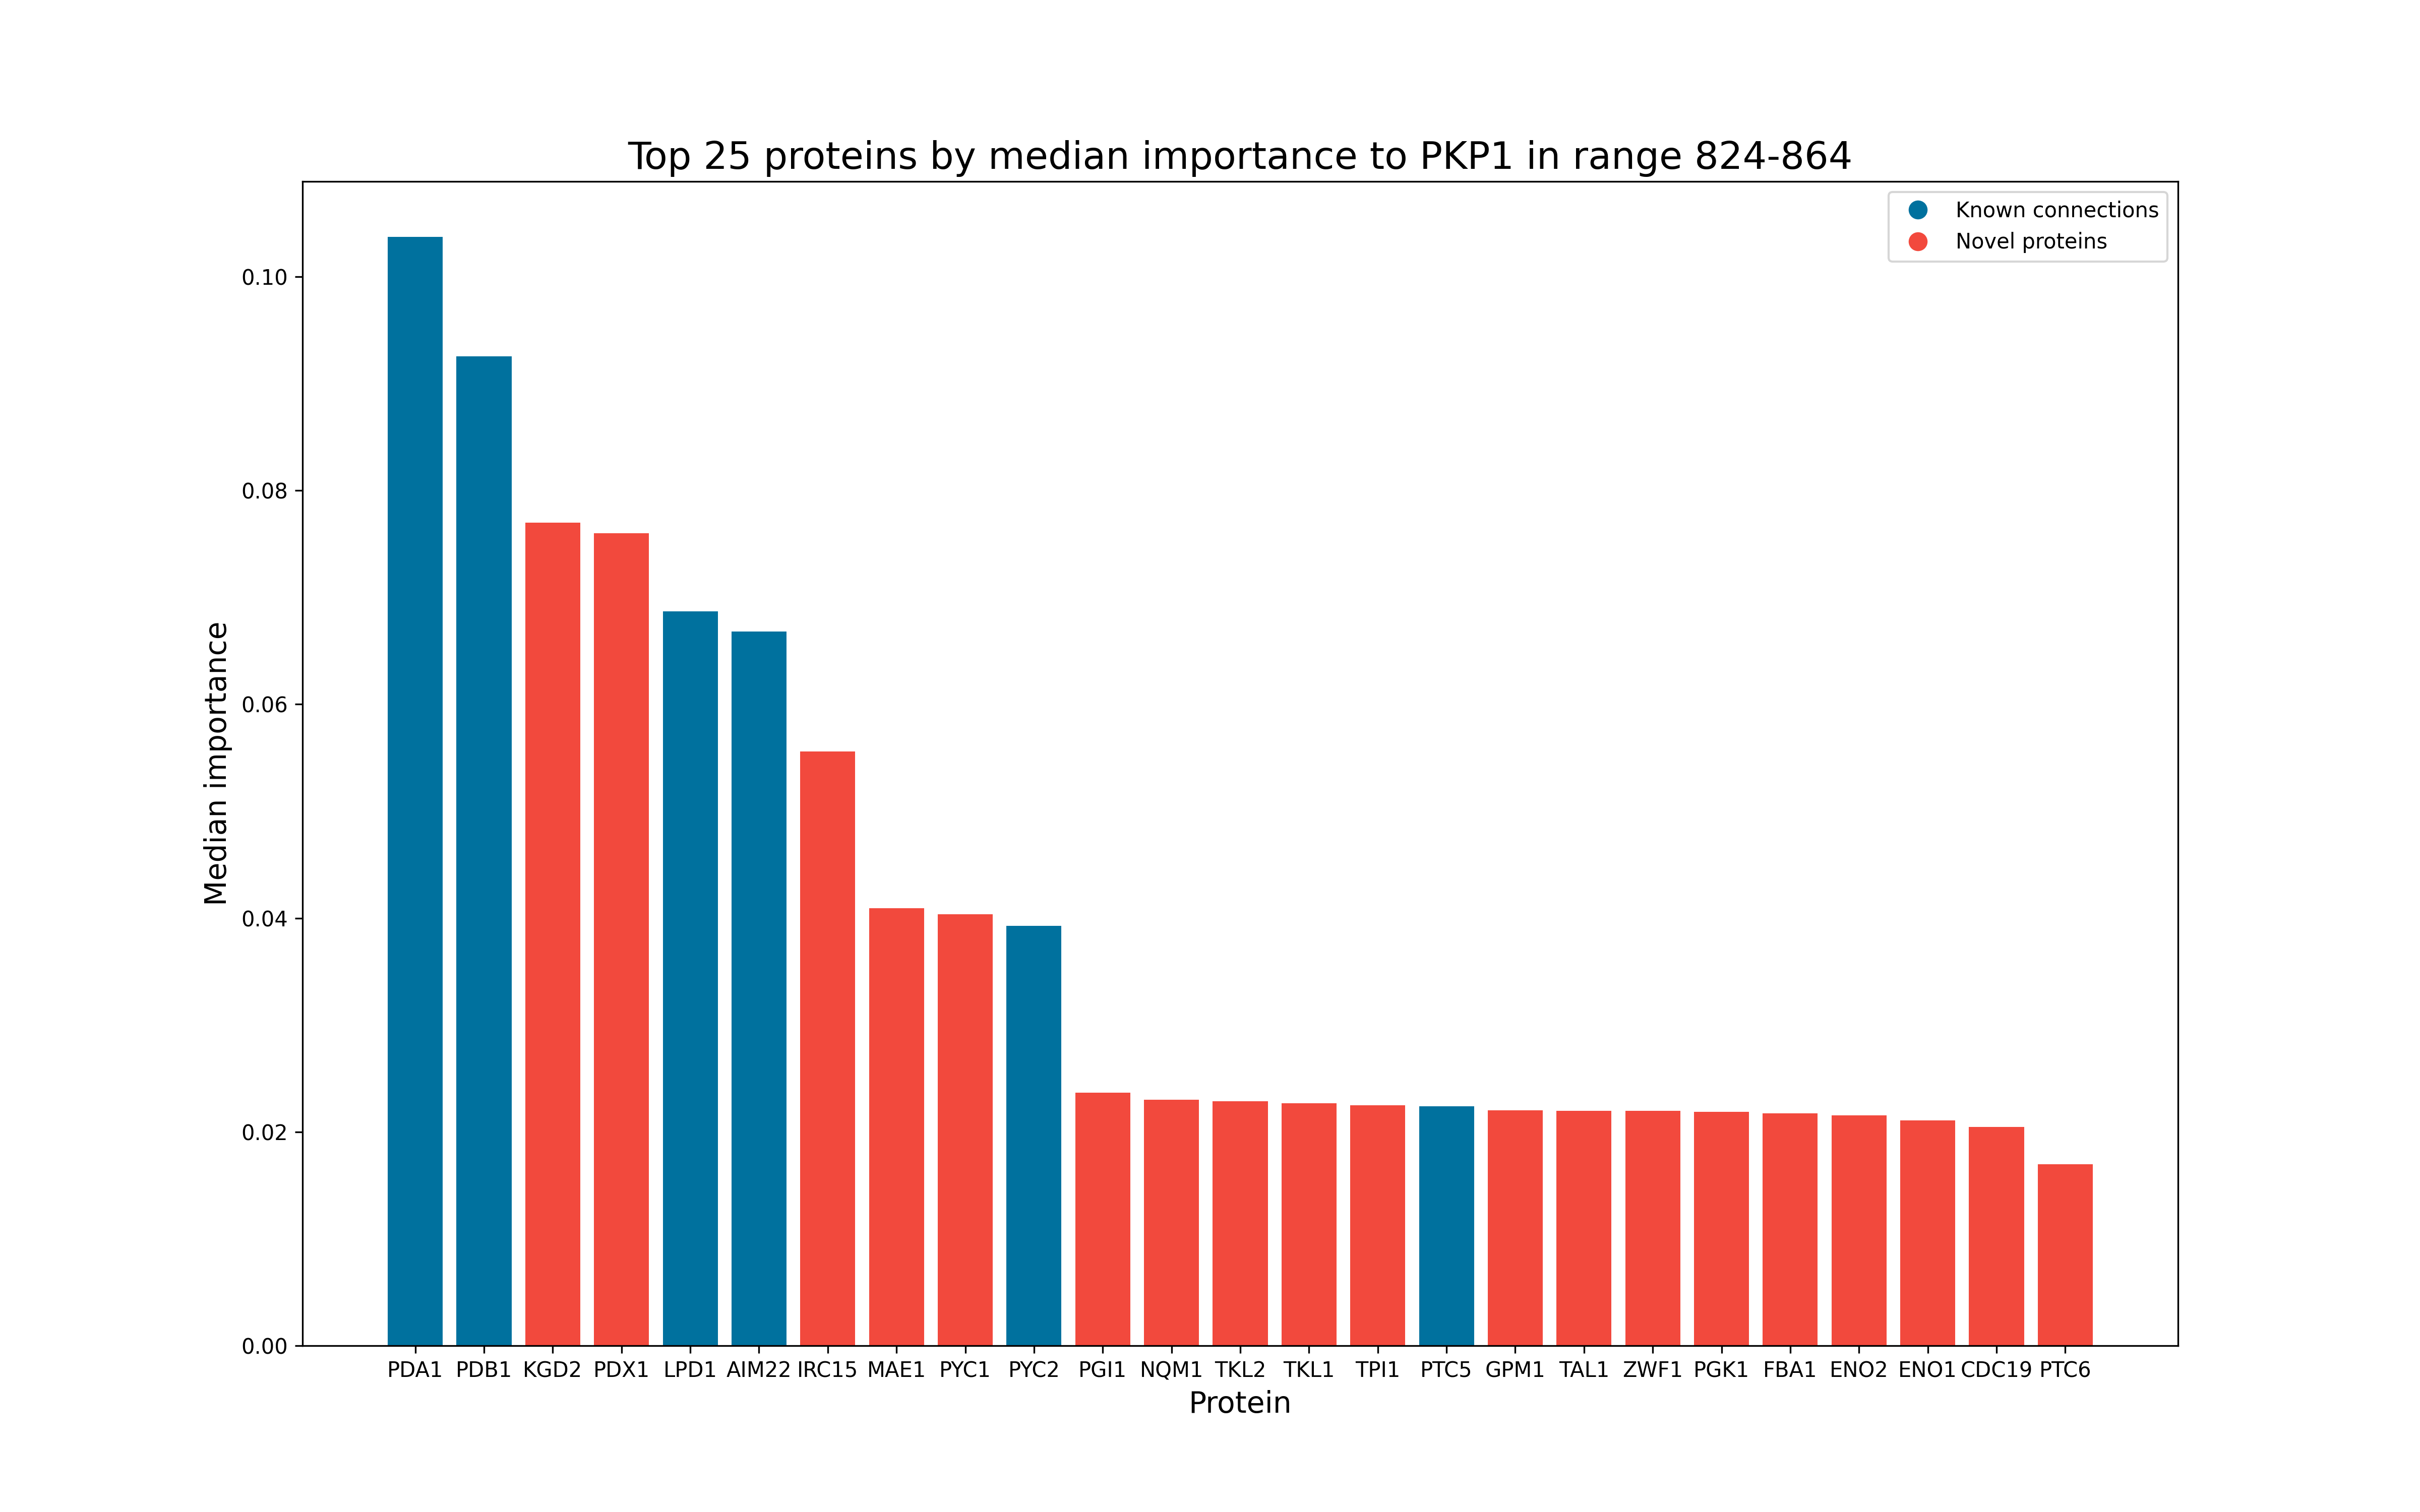 Top 25 proteins by median importance to PKP1 in range 824-864
Known connections
Novel proteins
Median importance
0.10
0.08
0.06
0.04
0.02
0.00
PDA1 PDB1 KGD2 PDX1 LPD1 AIM22 IRC15 MAE1 PYC1 PYC2 PGI1 NQM1 TKL2 TKL1 TPI1 PTC5 GPM1 TAL1 ZWF1 PGK1 FBA1 ENO2 ENO1 CDC19 PTC6
Protein